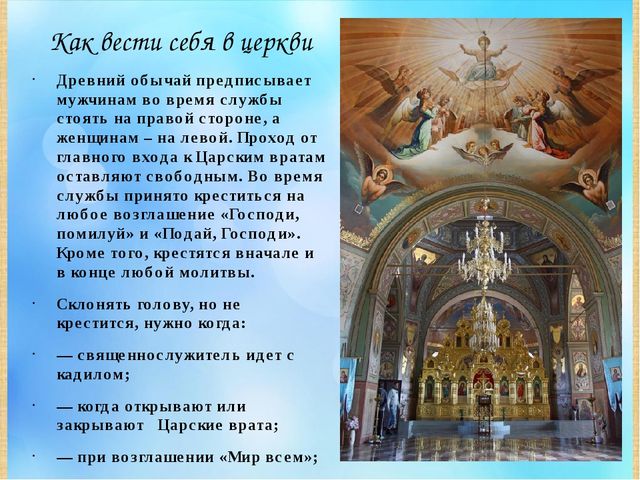 Как вести себя в церкви
Древний обычай предписывает
мужчинам во время службы
стоять на правой стороне, а
женщинам – на левой. Проход от
главного входа к Царским вратам
оставляют свободным. Во время
службы принято креститься на
любое возглашение «Господи,
помилуй» и «Подай, Господи».
Кроме того, крестятся вначале и
в конце любой молитвы.
Склонять голову, но не
крестится, нужно когда:
— священнослужитель идет с
кадилом;
— когда открывают или
закрывают Царские врата;
— при возглашении «Мир всем»;